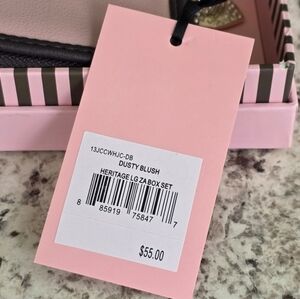 13JCCWHJC-DB
DUSTY BLUSH
HERITAGE LG ZA BOX SET
8 85919 75847 7
$55.00